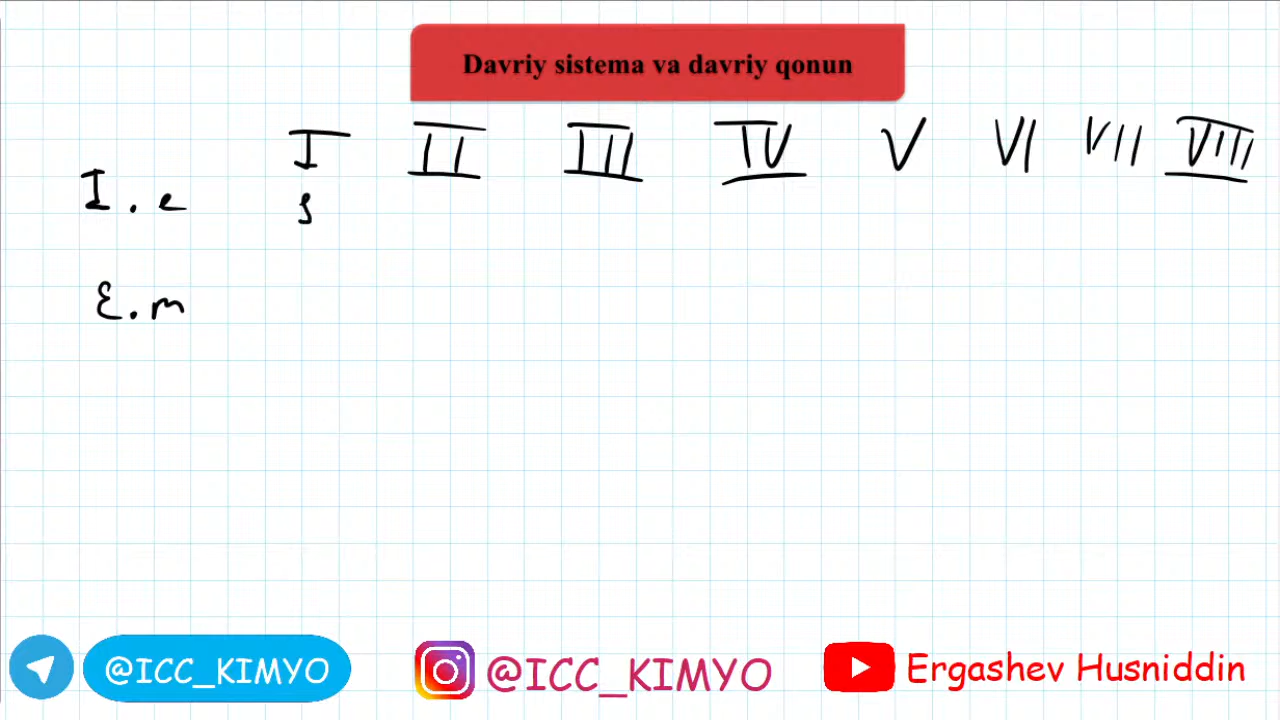 Davriy sistema va davriy qonun
I II III IV V VI VII VIII
I.e s
E.m
@ICC_KIMYO @ICC_KIMYO Ergashev Husniddin